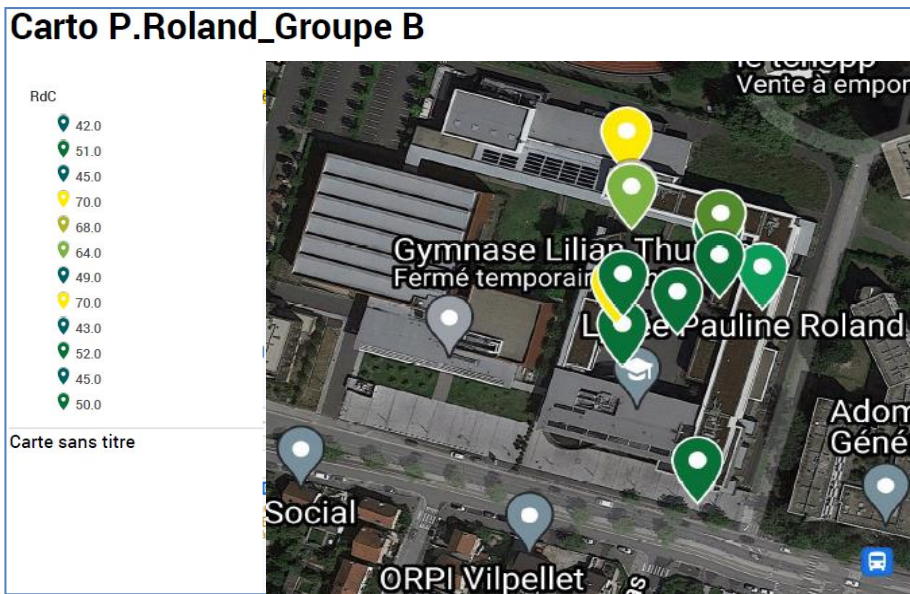 Carto P.Roland_Groupe B
RdC
42.0
51.0
45.0
70.0
68.0
64.0
49.0
70.0
43.0
52.0
45.0
50.0
Carte sans titre
Vente à empor
Gymnase Lilian Thu
Fermé temporair
Pauline Roland
Adom
Géné
Social
ORPI Vilpellet
as